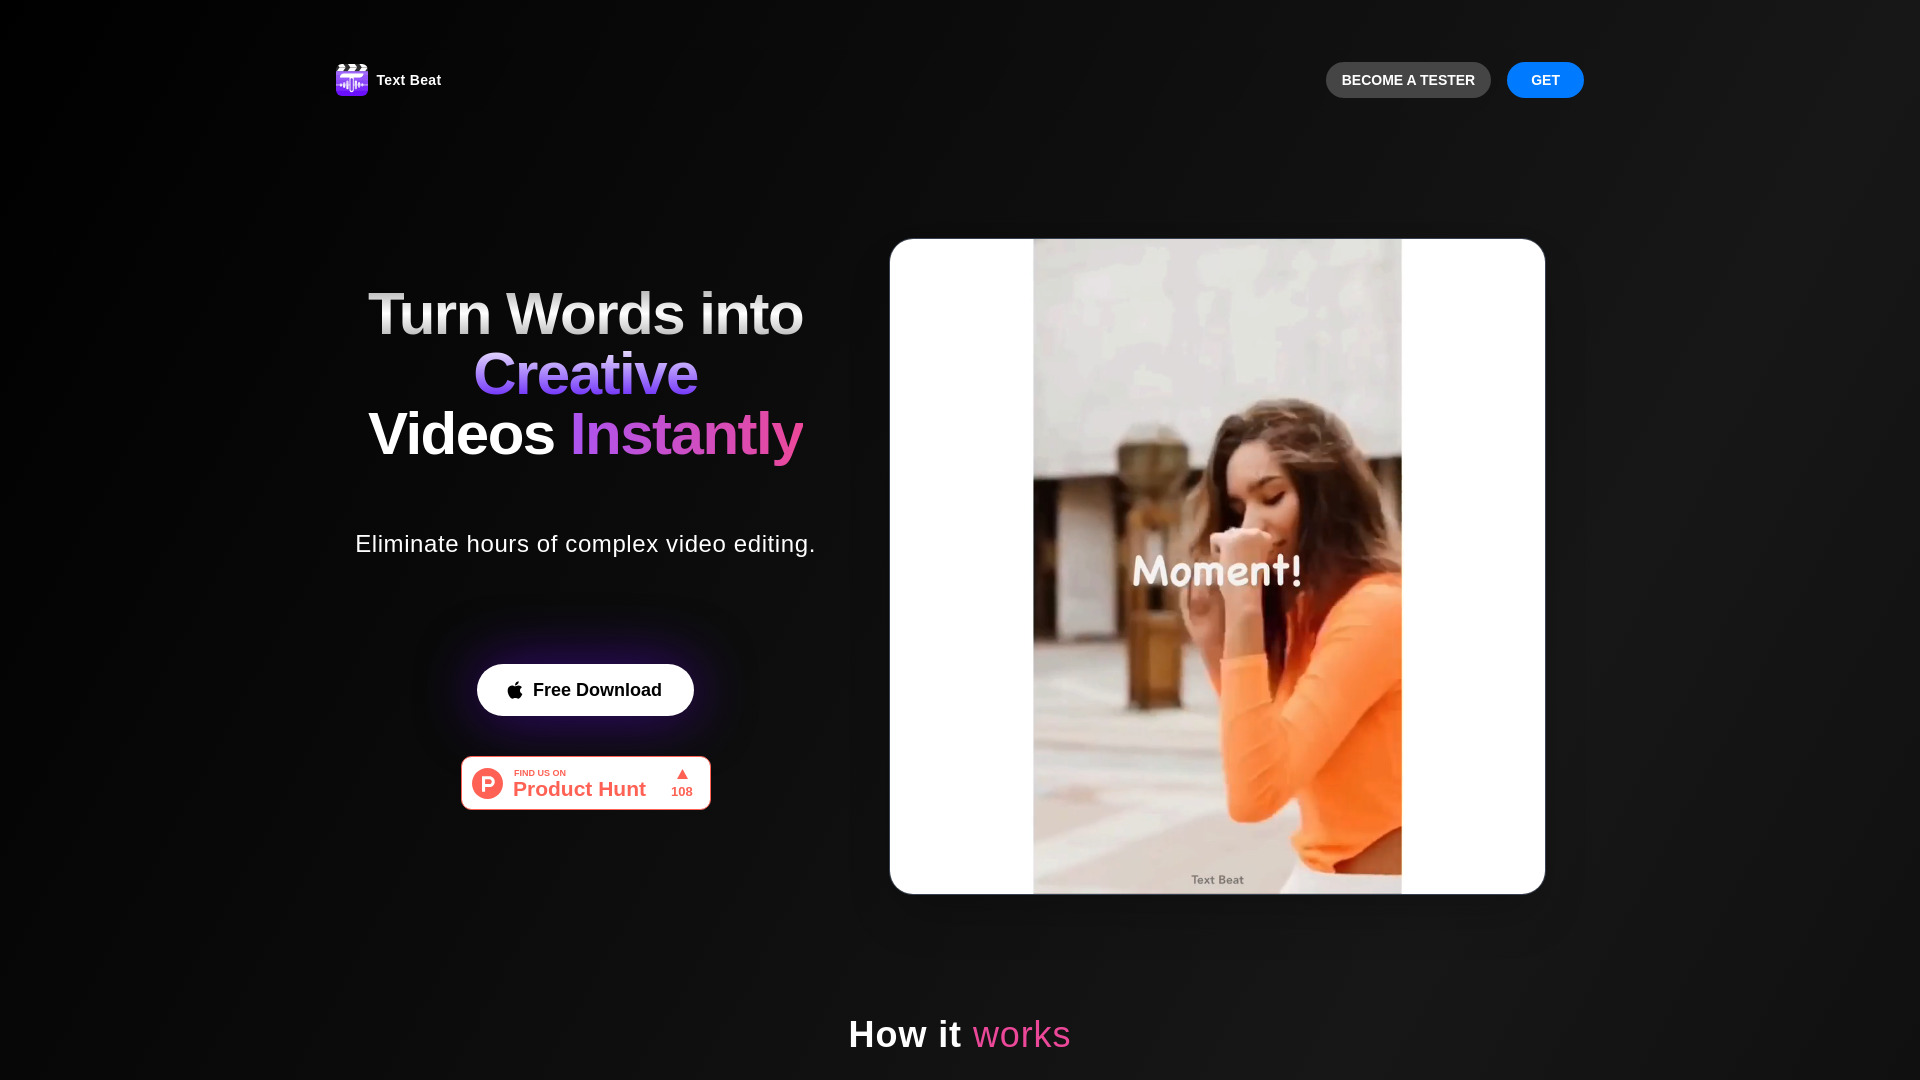 Text Beat
BECOME A TESTER
GET
Turn Words into
Creative
Videos Instantly
Eliminate hours of complex video editing.
Free Download
FIND US ON
Product Hunt
108
Moment!
Text Beat
How it works